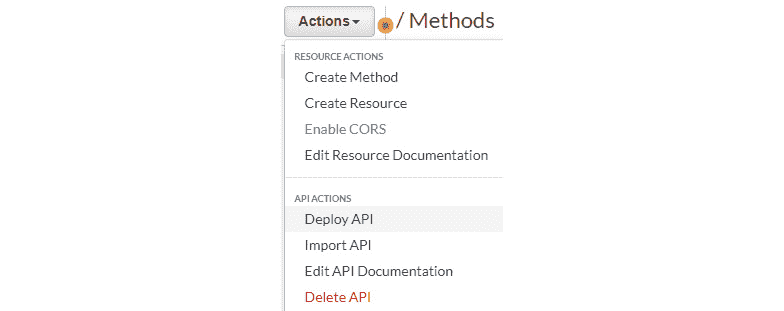 Actions / Methods
RESOURCE ACTIONS
Create Method
Create Resource
Enable CORS
Edit Resource Documentation
API ACTIONS
Deploy API
Import API
Edit API Documentation
Delete API